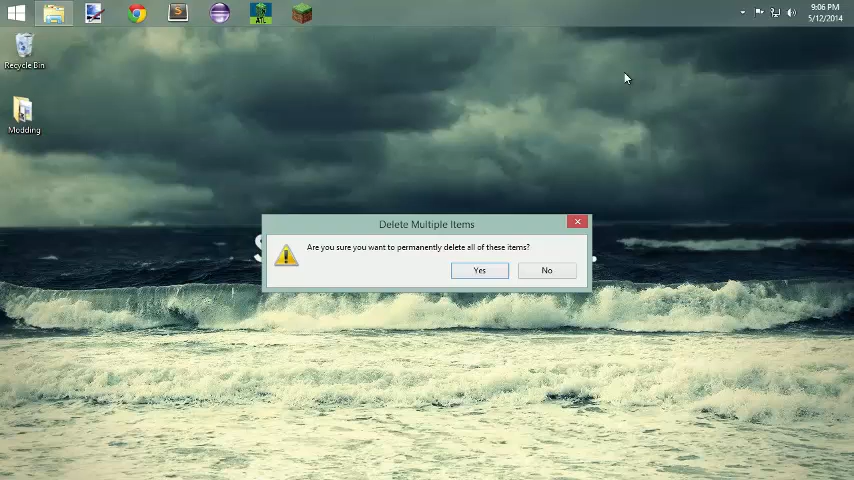 9:06 PM
5/12/2014
ATL
Recycle Bin
Modding
Delete Multiple Items
Are you sure you want to permanently delete all of these items?
Yes
No